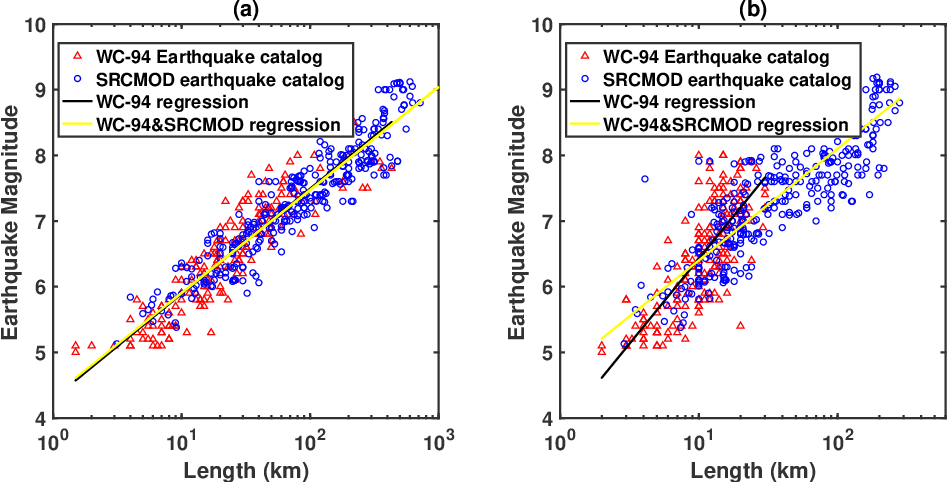 (a)
WC-94 Earthquake catalog
SRCMOD earthquake catalog
WC-94 regression
WC-94&SRCMOD regression
Earthquake Magnitude
10
9
8
7
6
5
4
10^0 10^1 10^2 10^3
Length (km)
(b)
WC-94 Earthquake catalog
SRCMOD earthquake catalog
WC-94 regression
WC-94&SRCMOD regression
Earthquake Magnitude
10
9
8
7
6
5
4
10^0 10^1 10^2
Length (km)